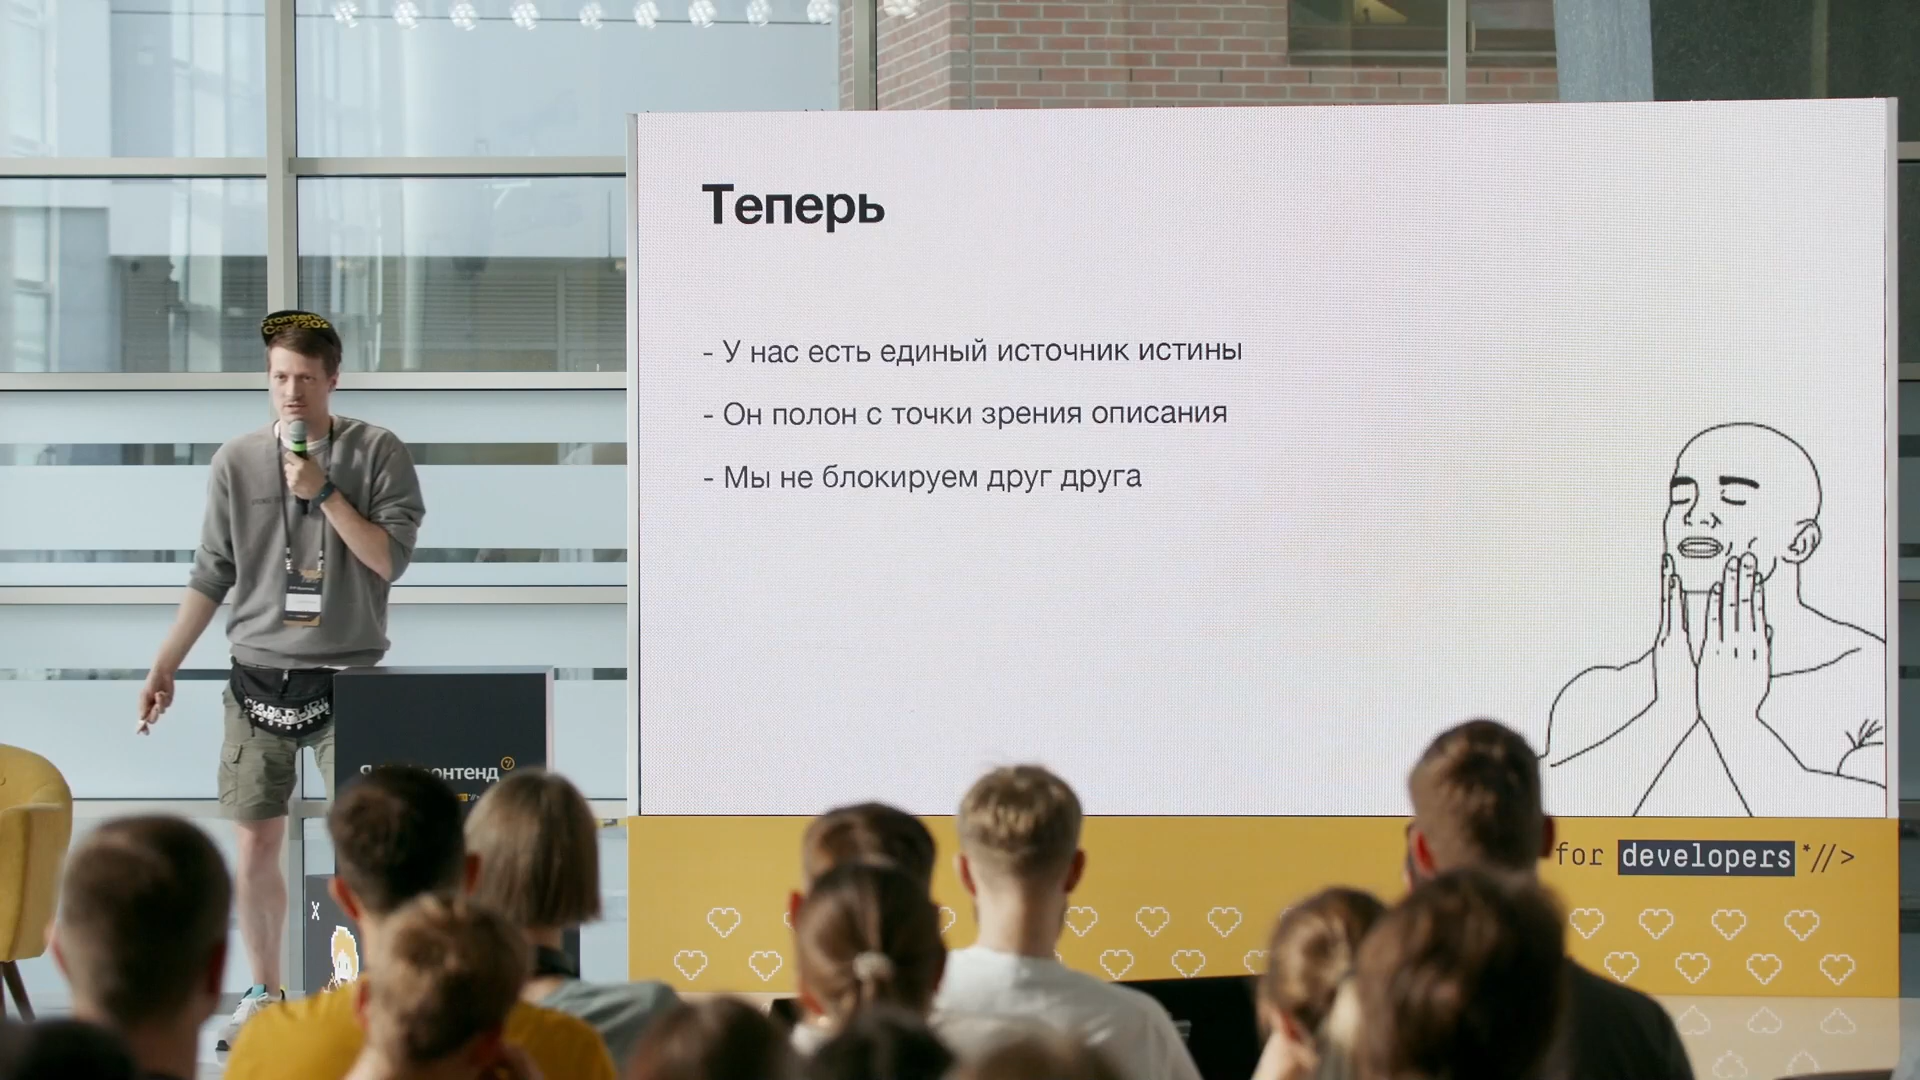 Теперь
- У нас есть единый источник истины
- Он полон с точки зрения описания
- Мы не блокируем друг друга
for developers*//>
X